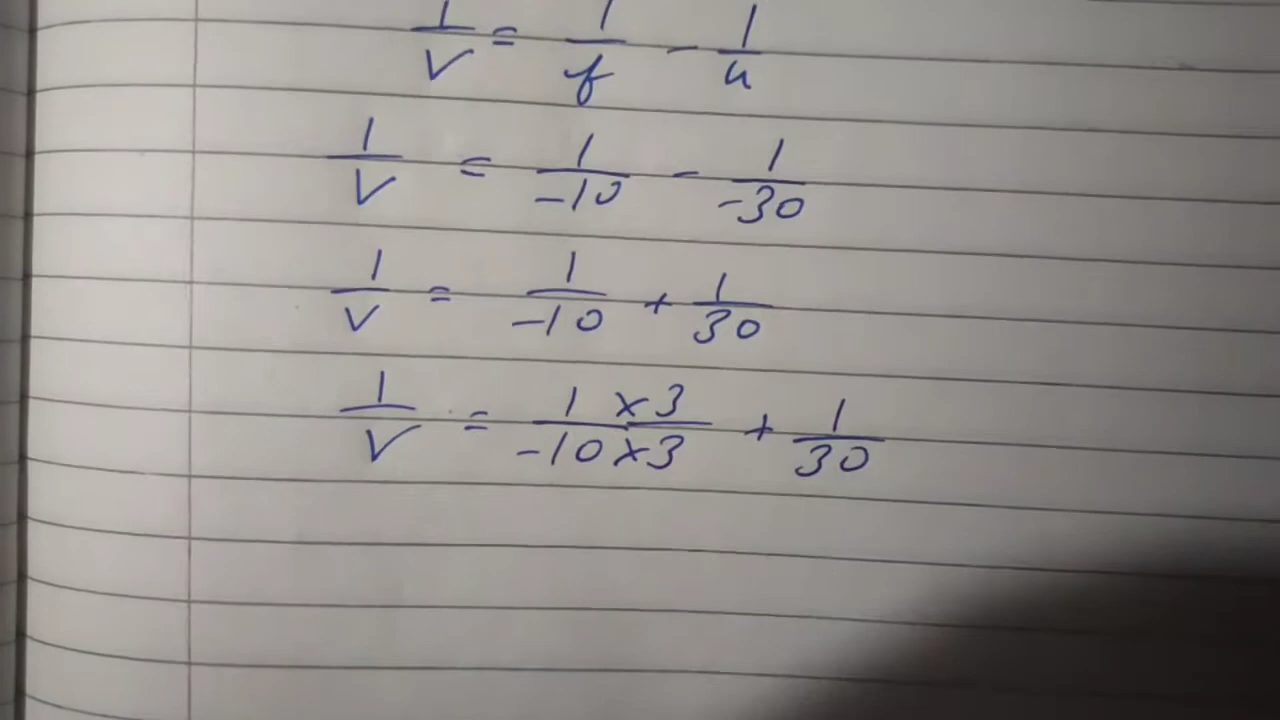 1/V = 1/f - 1/u
1/V = 1/-10 - 1/-30
1/V = 1/-10 + 1/30
1/V = 1×3/-10×3 + 1/30